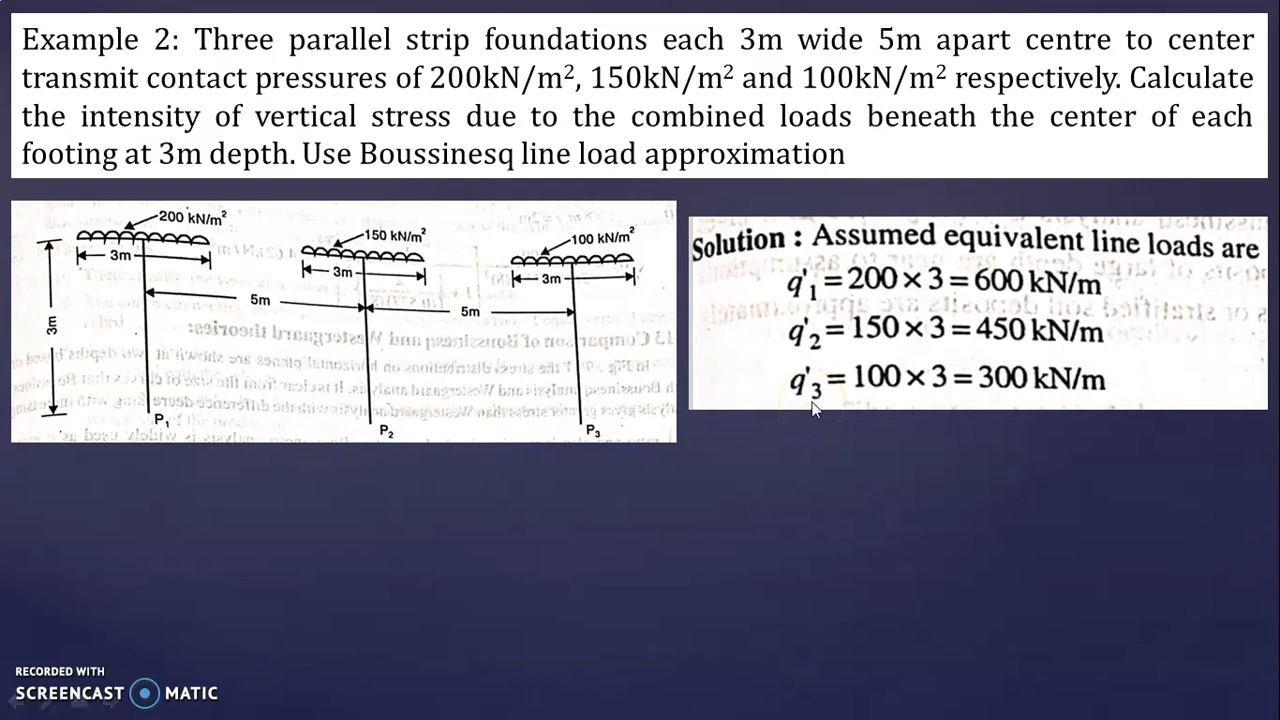 Example 2: Three parallel strip foundations each 3m wide 5m apart centre to center
transmit contact pressures of 200kN/m², 150kN/m² and 100kN/m² respectively. Calculate
the intensity of vertical stress due to the combined loads beneath the center of each
footing at 3m depth. Use Boussinesq line load approximation
200 kN/m²
150 kN/m²
100 kN/m²
3m
3m
3m
5m
5m
3m
P₁
P₂
P₃
Solution : Assumed equivalent line loads are
q'₁ = 200 × 3 = 600 kN/m
q'₂ = 150 × 3 = 450 kN/m
q'₃ = 100 × 3 = 300 kN/m
RECORDED WITH
SCREENCAST MATIC